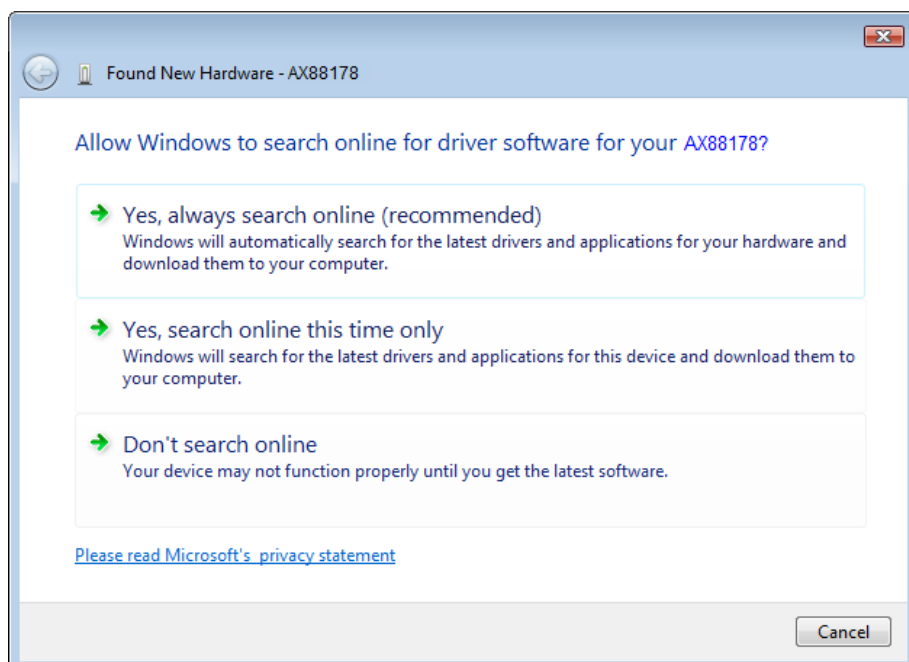 Found New Hardware - AX88178
Allow Windows to search online for driver software for your AX88178?
Yes, always search online (recommended)
Windows will automatically search for the latest drivers and applications for your hardware and
download them to your computer.
Yes, search online this time only
Windows will search for the latest drivers and applications for this device and download them to
your computer.
Don't search online
Your device may not function properly until you get the latest software.
Please read Microsoft's privacy statement
Cancel